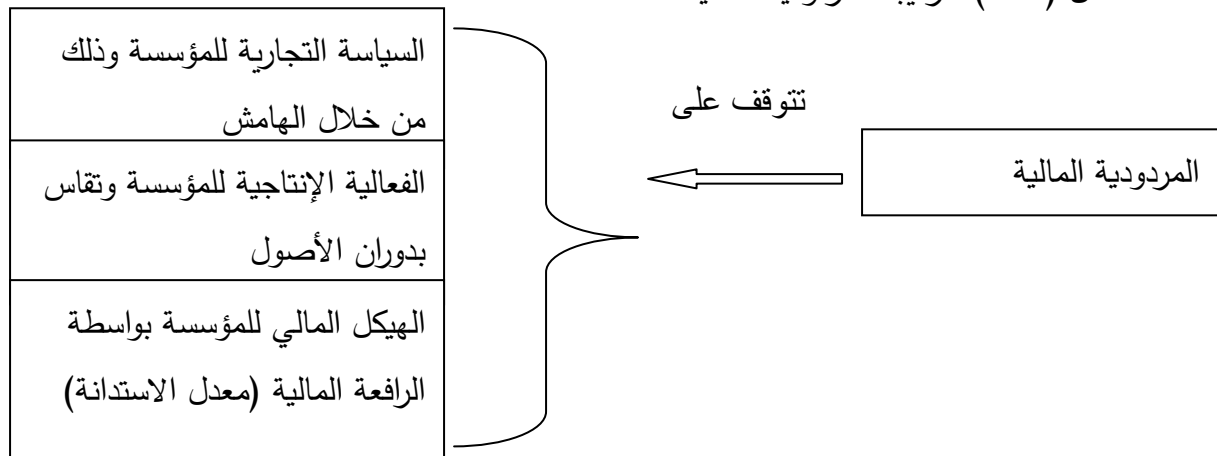 السياسة التجارية للمؤسسة وذلك
من خلال الهامش
الفعالية الإنتاجية للمؤسسة وتقاس
بدوران الأصول
الهيكل المالي للمؤسسة بواسطة
الرافعة المالية (معدل الاستدانة)
تتوقف على
المردودية المالية